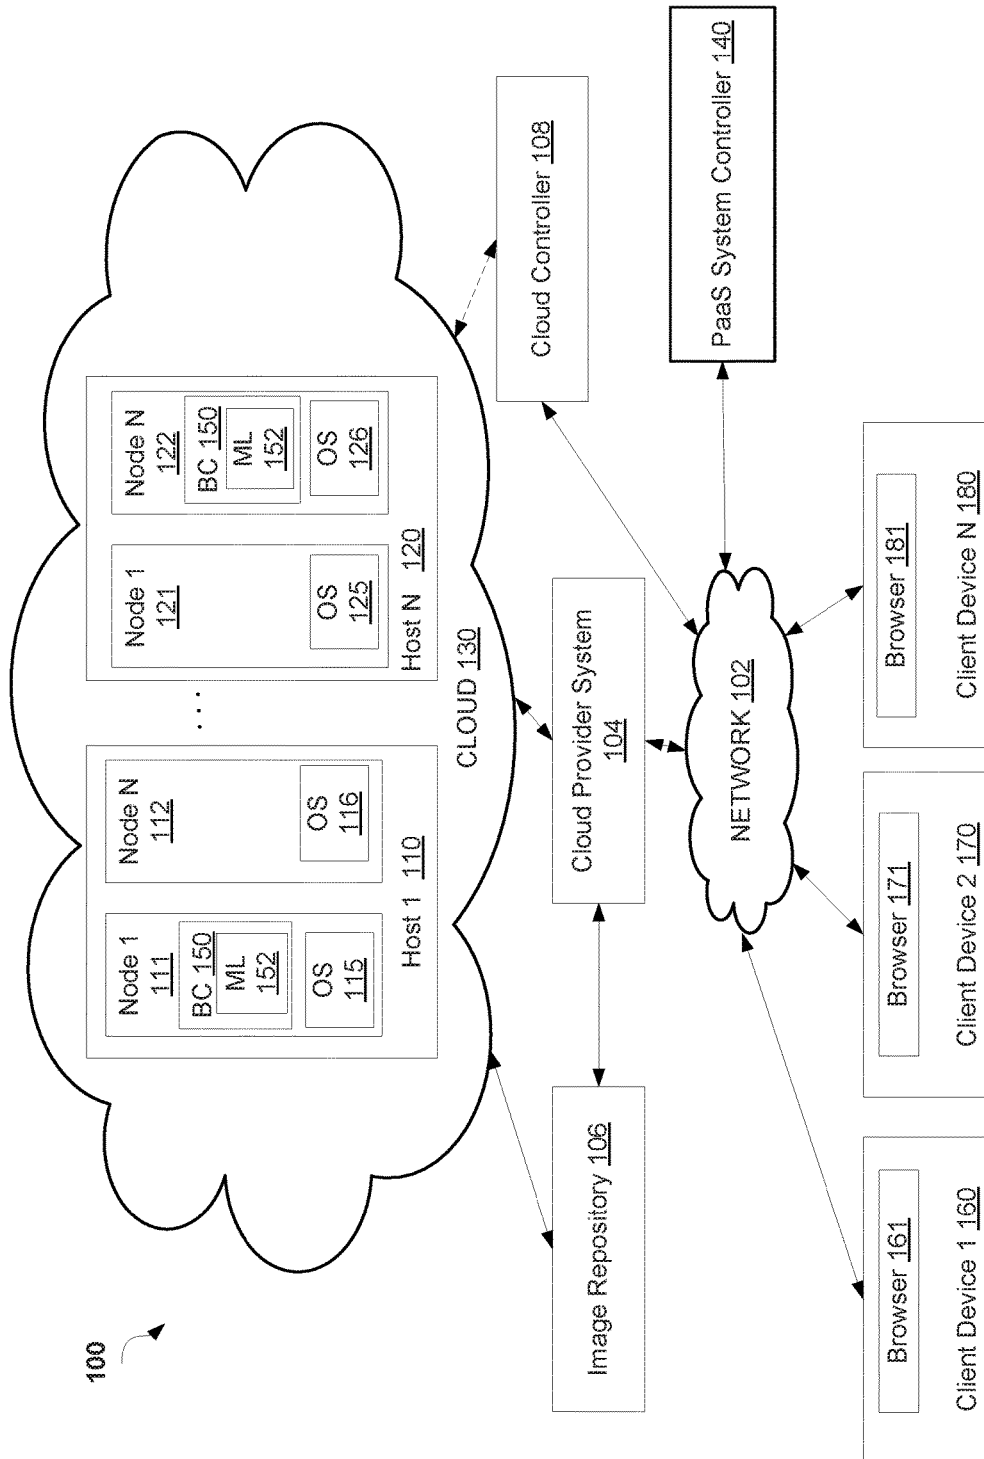 100
Node 1
111
BC 150
ML
152
OS
115
Node N
112
OS
116
Host 1 110
. . .
Node 1
121
OS
125
Node N
122
BC 150
ML
152
OS
126
Host N 120
CLOUD 130
Image Repository 106
Cloud Provider System
104
Cloud Controller 108
NETWORK 102
PaaS System Controller 140
Browser 161
Client Device 1 160
Browser 171
Client Device 2 170
Browser 181
Client Device N 180